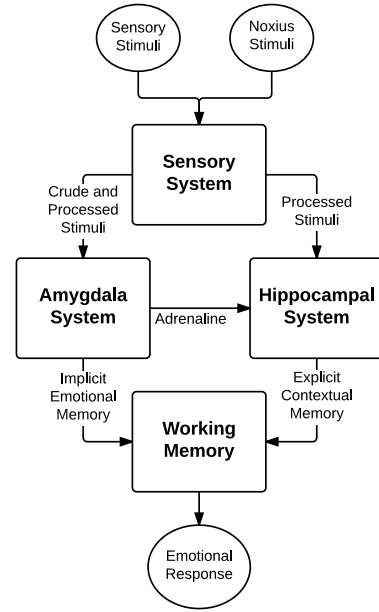 Sensory
Stimuli
Noxius
Stimuli
Sensory
System
Crude and
Processed
Stimuli
Processed
Stimuli
Amygdala
System
Adrenaline
Hippocampal
System
Implicit
Emotional
Memory
Explicit
Contextual
Memory
Working
Memory
Emotional
Response